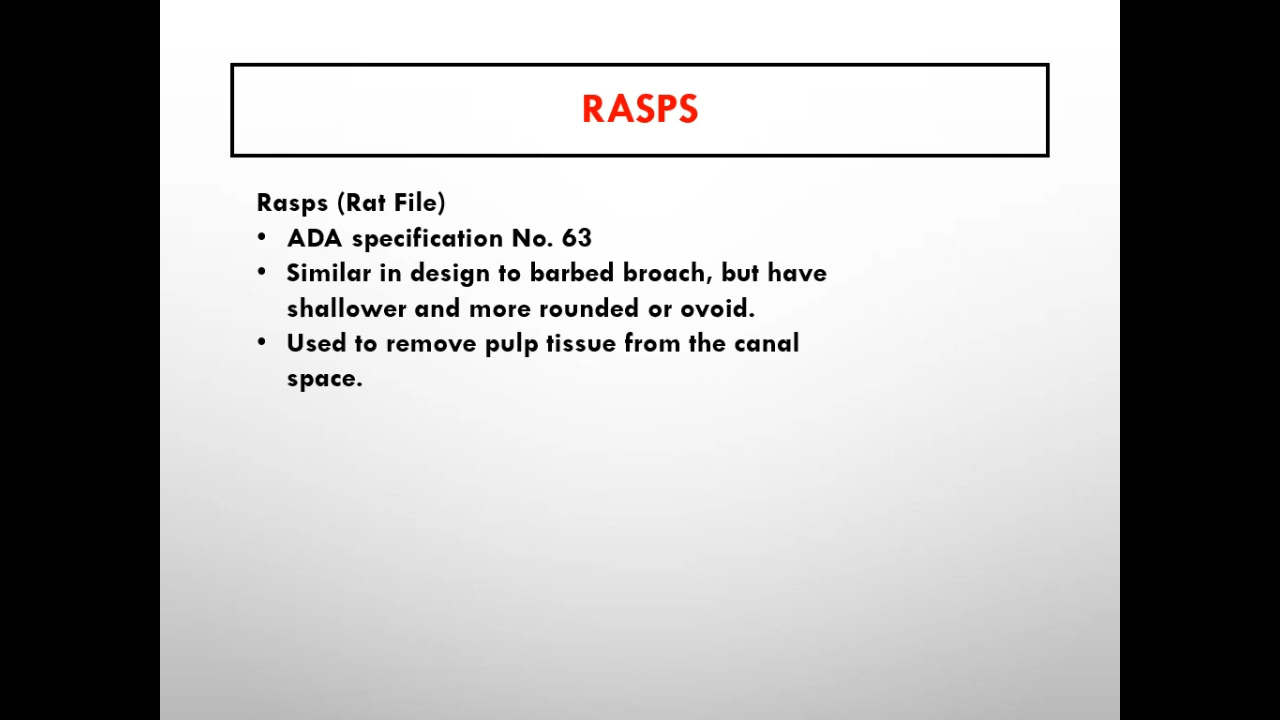 RASPS
Rasps (Rat File)
• ADA specification No. 63
• Similar in design to barbed broach, but have
shallower and more rounded or ovoid.
• Used to remove pulp tissue from the canal
space.